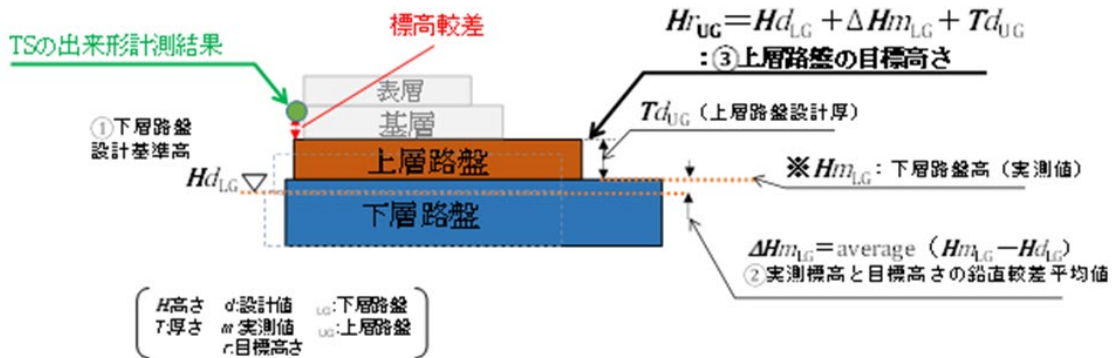 TSの出来形計測結果
標高較差
Hr_UG=Hd_LG+ΔHm_LG+Td_UG
:③上層路盤の目標高さ
表層
基層
上層路盤
下層路盤
①下層路盤
設計基準高
Hd_LG
Td_UG(上層路盤設計厚)
※Hm_LG:下層路盤高(実測値)
ΔHm_LG=average(Hm_LG−Hd_LG)
②実測標高と目標高さの鉛直較差平均値
H:高さ d:設計値 LG:下層路盤
T:厚さ m:実測値 UG:上層路盤
r:目標高さ